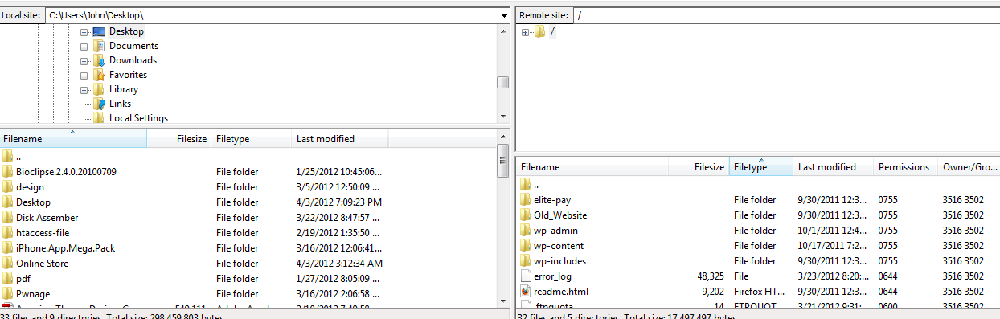 Local site: C:\Users\John\Desktop\
Desktop
Documents
Downloads
Favorites
Library
Links
Local Settings
Filename Filesize Filetype Last modified
..
Bioclipse.2.4.0.20100709 File folder 1/25/2012 10:45:06...
design File folder 3/5/2012 12:50:09 ...
Desktop File folder 4/3/2012 7:09:23 PM
Disk Assember File folder 3/22/2012 8:47:57 ...
htaccess-file File folder 2/19/2012 1:35:50 ...
iPhone.App.Mega.Pack File folder 3/16/2012 12:06:41...
Online Store File folder 4/3/2012 3:12:34 AM
pdf File folder 1/27/2012 8:05:09 ...
Pwnage File folder 3/16/2012 2:06:58 ...
33 files and 9 directories. Total size: 298,459,803 bytes
Remote site: /
/
Filename Filesize Filetype Last modified Permissions Owner/Gro...
..
elite-pay File folder 9/30/2011 12:3... 0755 3516 3502
Old_Website File folder 9/30/2011 12:3... 0755 3516 3502
wp-admin File folder 10/1/2011 12:4... 0755 3516 3502
wp-content File folder 10/17/2011 7:2... 0755 3516 3502
wp-includes File folder 9/30/2011 12:3... 0755 3516 3502
error_log 48,325 File 3/23/2012 8:20:... 0644 3516 3502
readme.html 9,202 Firefox HT... 9/30/2011 12:3... 0644 3516 3502
.ftpquota 14 FTPQUOT... 3/21/2012 9:31:... 0600 3516 3502
32 files and 5 directories. Total size: 17,497,497 bytes